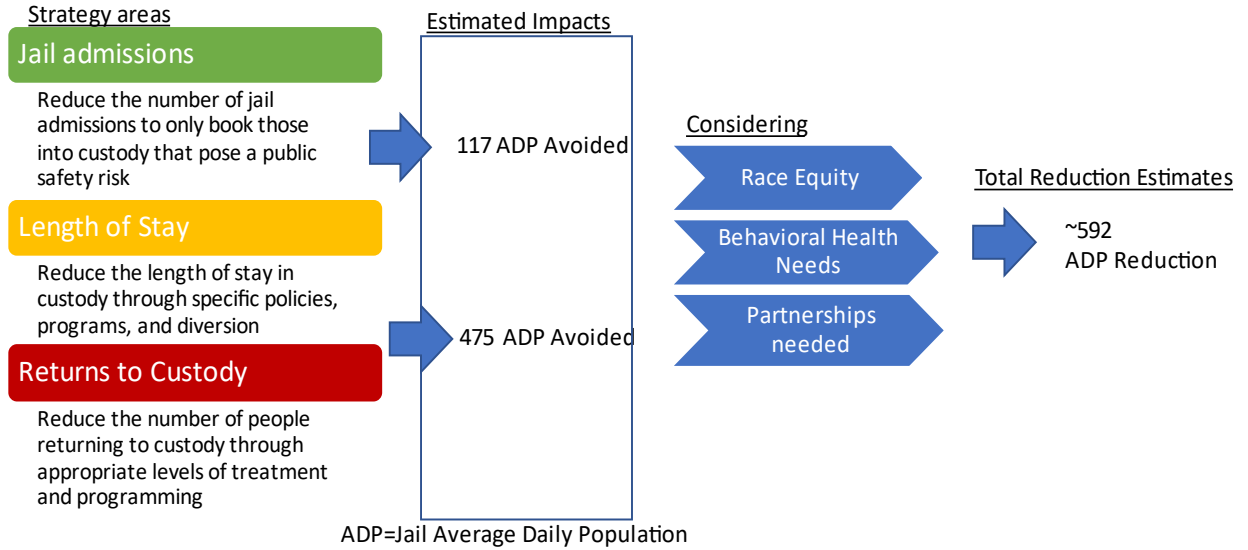 Strategy areas
Jail admissions
Reduce the number of jail
admissions to only book those
into custody that pose a public
safety risk
Length of Stay
Reduce the length of stay in
custody through specific policies,
programs, and diversion
Returns to Custody
Reduce the number of people
returning to custody through
appropriate levels of treatment
and programming
Estimated Impacts
117 ADP Avoided
475 ADP Avoided
ADP=Jail Average Daily Population
Considering
Race Equity
Behavioral Health
Needs
Partnerships
needed
Total Reduction Estimates
~592
ADP Reduction